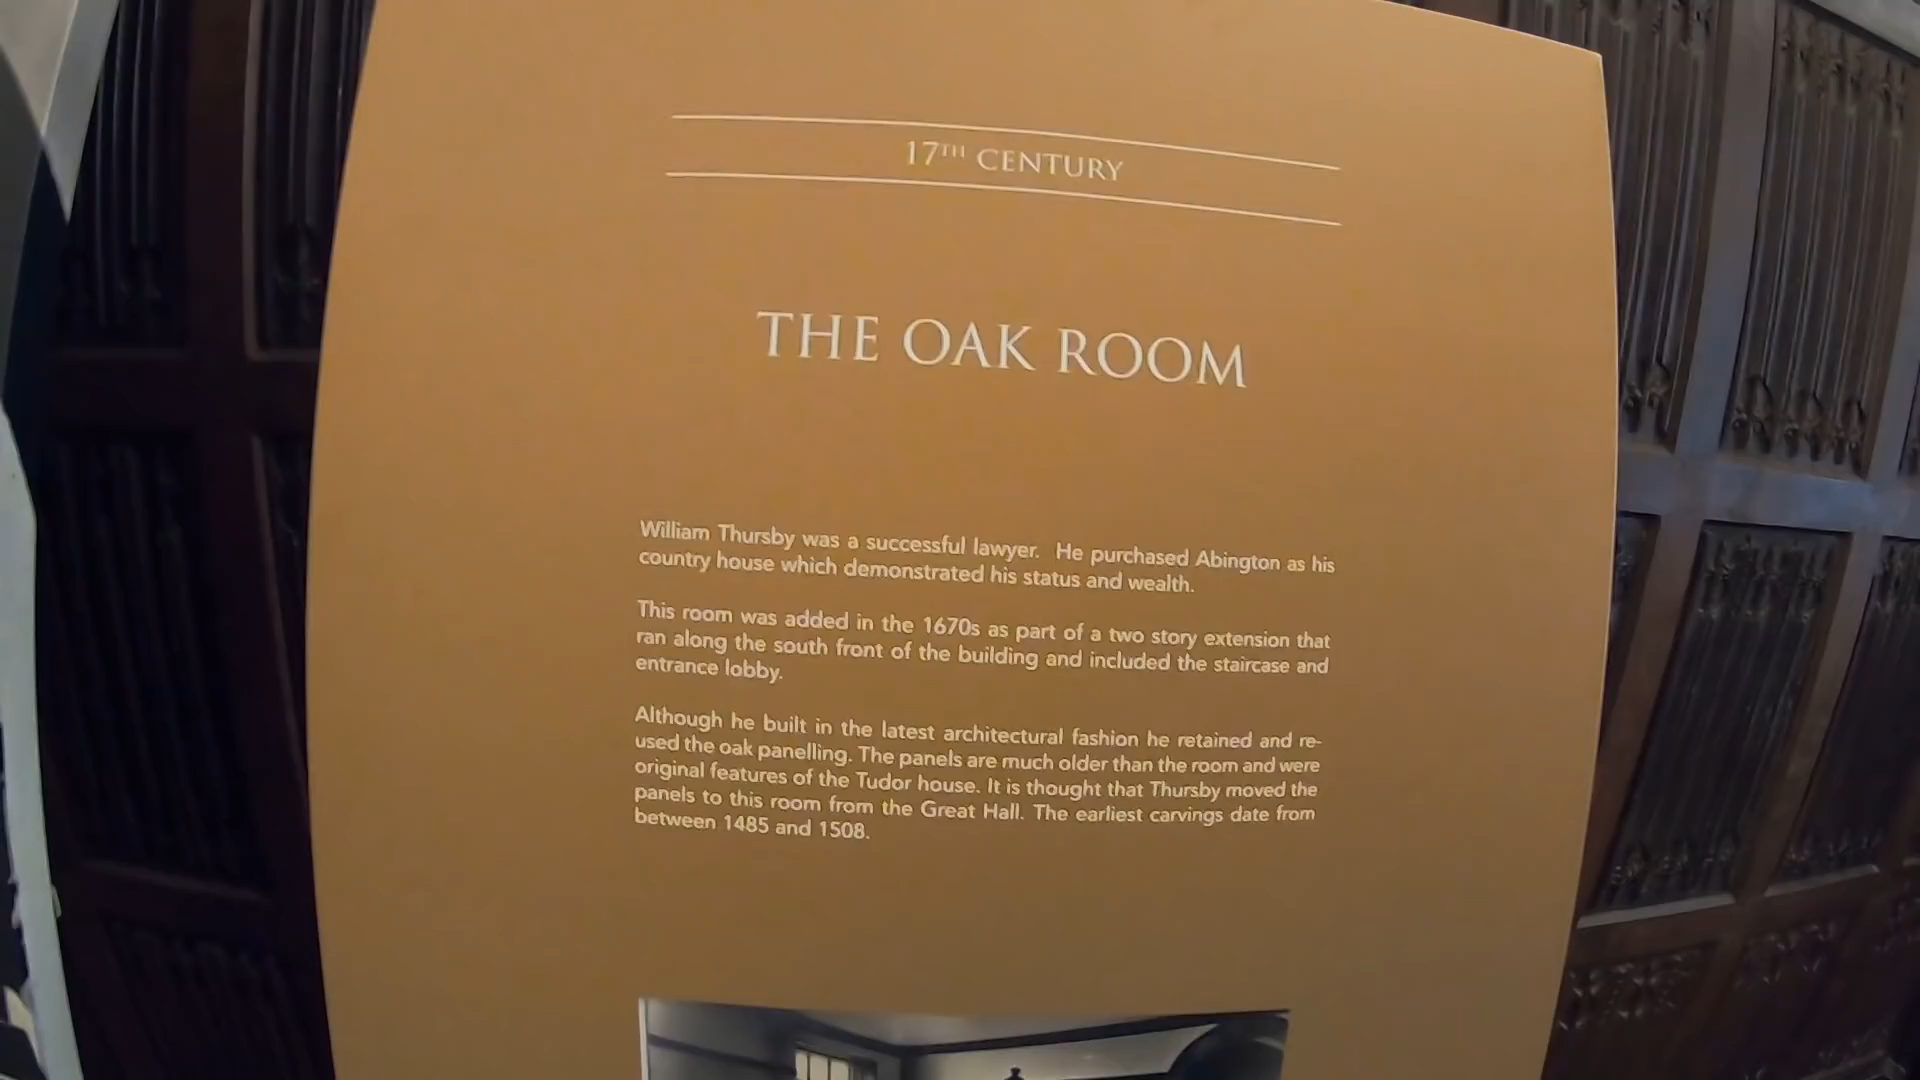 17TH CENTURY
THE OAK ROOM
William Thursby was a successful lawyer. He purchased Abington as his
country house which demonstrated his status and wealth.
This room was added in the 1670s as part of a two story extension that
ran along the south front of the building and included the staircase and
entrance lobby.
Although he built in the latest architectural fashion he retained and re-
used the oak panelling. The panels are much older than the room and were
original features of the Tudor house. It is thought that Thursby moved the
panels to this room from the Great Hall. The earliest carvings date from
between 1485 and 1508.